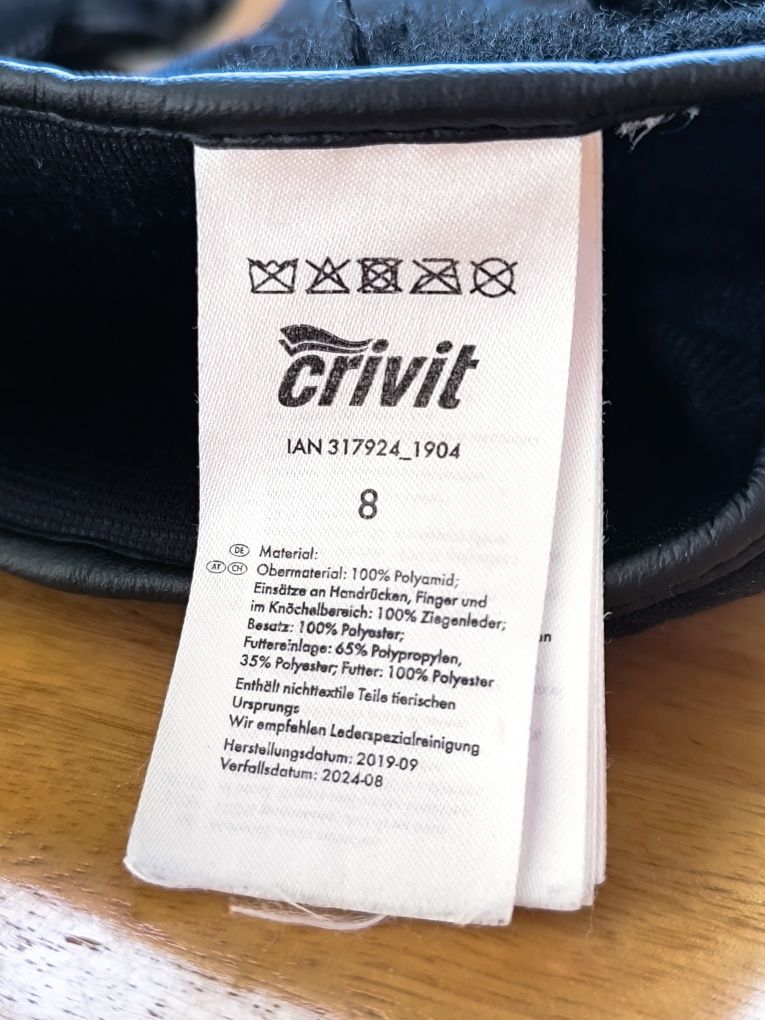 crivit
IAN 317924_1904
8
DE Material:
AT CH Obermaterial: 100% Polyamid;
Einsätze an Handrücken, Finger und
im Knöchelbereich: 100% Ziegenleder;
Besatz: 100% Polyester;
Futtereinlage: 65% Polypropylen,
35% Polyester; Futter: 100% Polyester
Enthält nichttextile Teile tierischen
Ursprungs
Wir empfehlen Lederspezialreinigung
Herstellungsdatum: 2019-09
Verfallsdatum: 2024-08